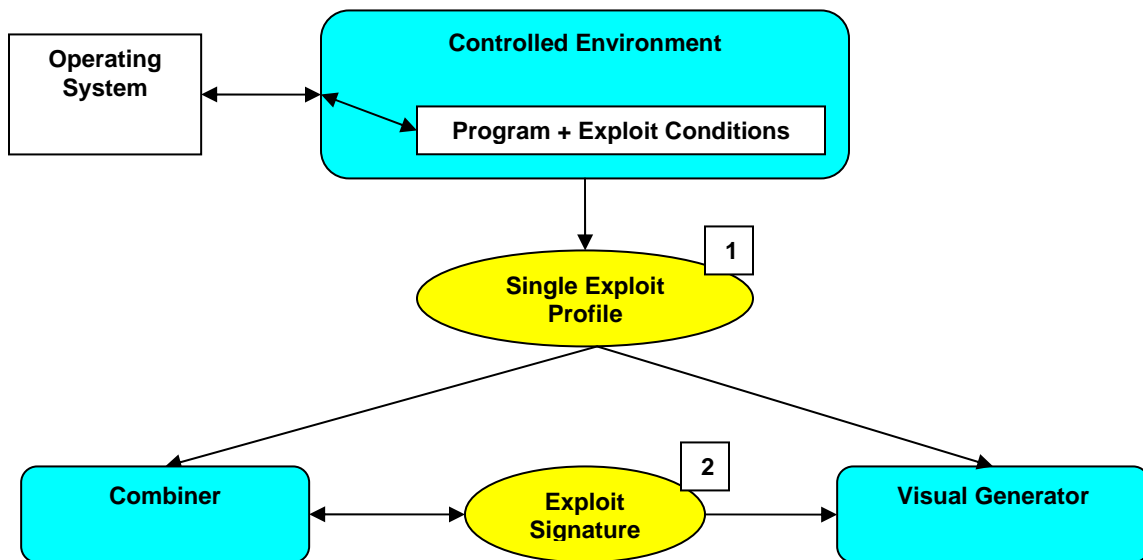 Controlled Environment
Operating
System
Program + Exploit Conditions
1
Single Exploit
Profile
2
Combiner
Exploit
Signature
Visual Generator